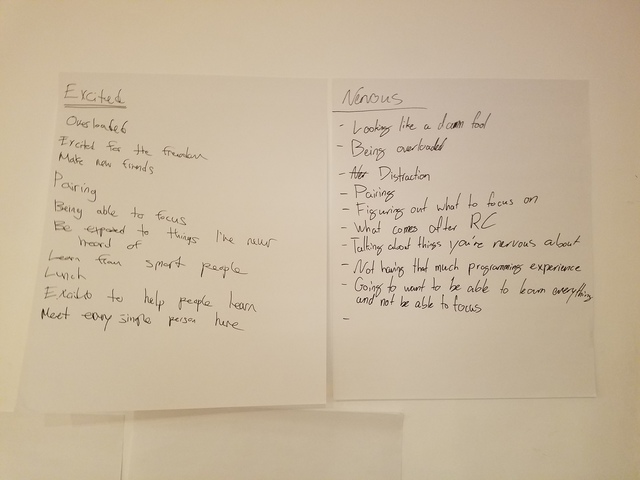 Excited
Overloaded
Excited for the freedom
Make new friends
Pairing
Being able to focus
Be exposed to things I've never
heard of
Learn from smart people
Lunch
Excited to help people learn
Meet every single person here
Nervous
- Looking like a damn fool
- Being overloaded
- Distraction
- Pairings
- Figuring out what to focus on
- What comes after RC
- Talking about things you're nervous about
- Not having that much programming experience
- Going to want to be able to learn everything
and not be able to focus
-